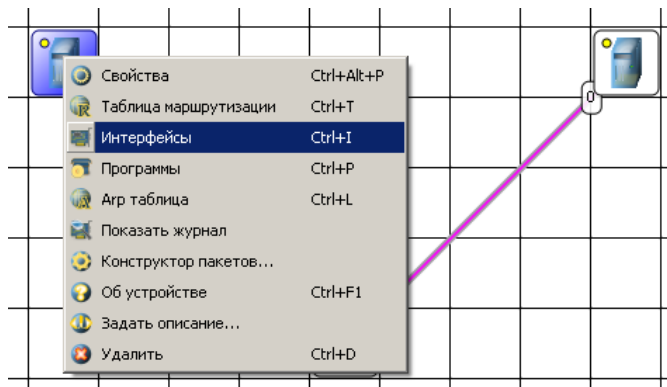 0
Свойства Ctrl+Alt+P
Таблица маршрутизации Ctrl+T
Интерфейсы Ctrl+I
Программы Ctrl+P
Arp таблица Ctrl+L
Показать журнал
Конструктор пакетов...
Об устройстве Ctrl+F1
Задать описание...
Удалить Ctrl+D